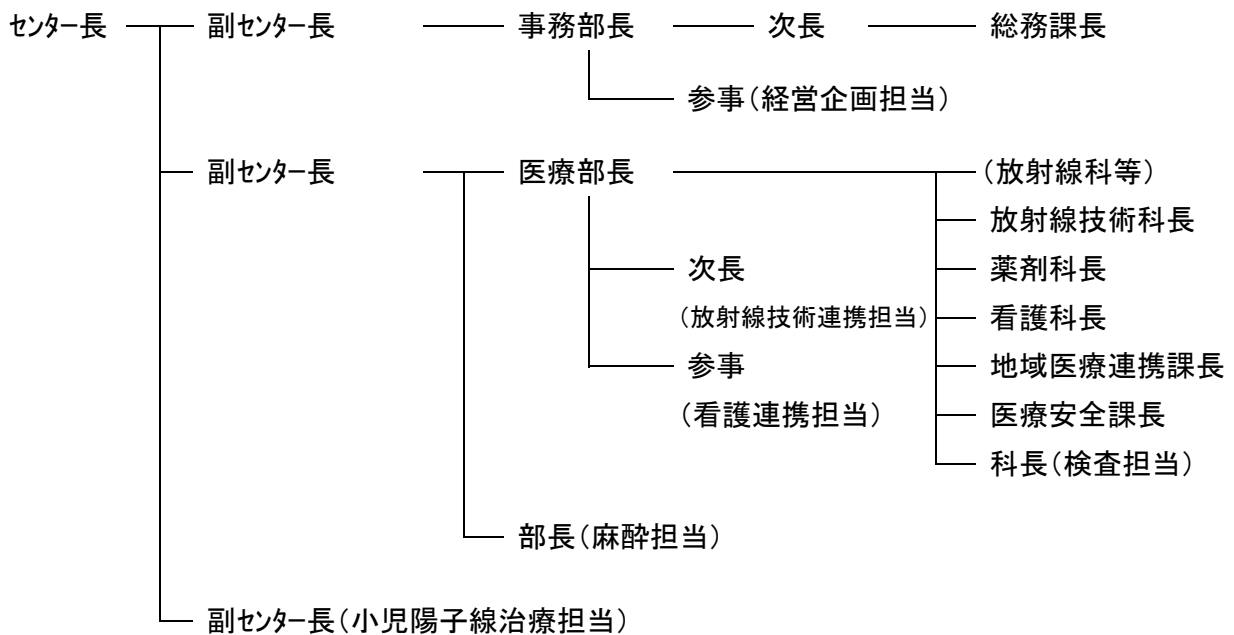 センター長 副センター長 事務部長 次長 総務課長
参事(経営企画担当)
副センター長 医療部長 (放射線科等)
放射線技術科長
次長 薬剤科長
(放射線技術連携担当) 看護科長
参事 地域医療連携課長
(看護連携担当) 医療安全課長
科長(検査担当)
部長(麻酔担当)
副センター長(小児陽子線治療担当)